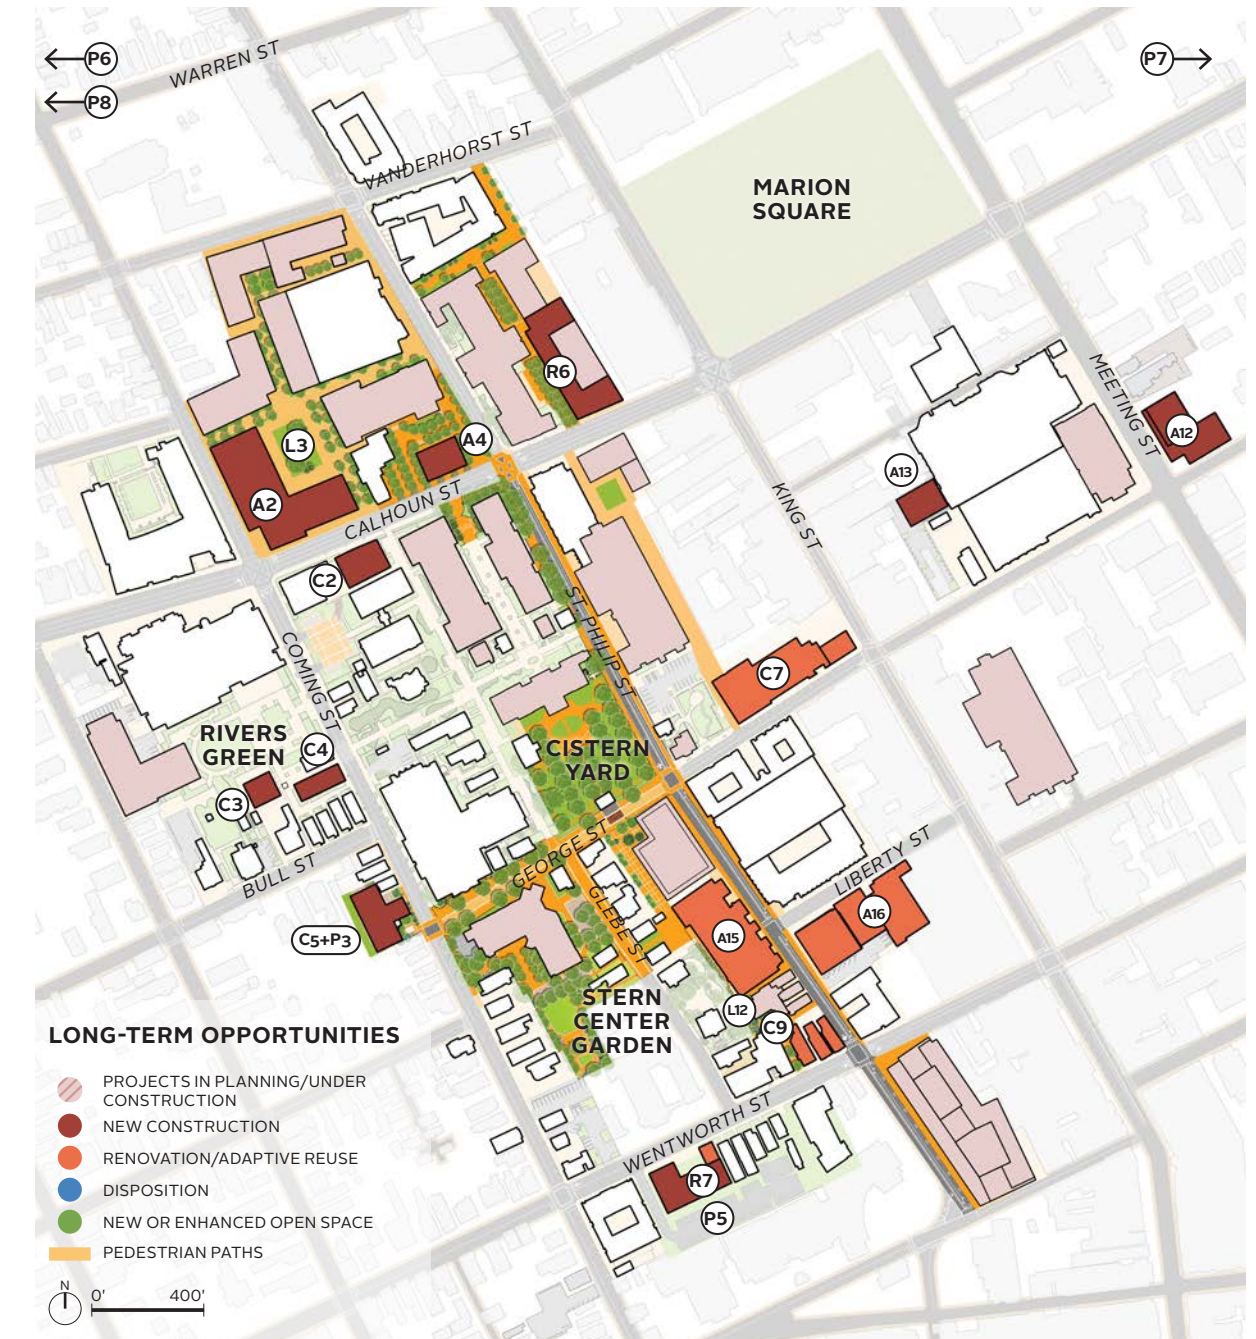 P6
P8
P7
WARREN ST
VANDERHORST ST
MARION
SQUARE
R6
MEETING ST
A12
A4
L3
A13
A2
CALHOUN ST
KING ST
C2
ST. PHILIP ST
COMING ST
C7
RIVERS
GREEN
C4
CISTERN
YARD
C3
GEORGE ST
LIBERTY ST
BULL ST
GLEBE ST
A16
C5+P3
A15
STERN
CENTER
GARDEN
L12
C9
WENTWORTH ST
R7
P5
LONG-TERM OPPORTUNITIES
PROJECTS IN PLANNING/UNDER
CONSTRUCTION
NEW CONSTRUCTION
RENOVATION/ADAPTIVE REUSE
DISPOSITION
NEW OR ENHANCED OPEN SPACE
PEDESTRIAN PATHS
N
0' 400'